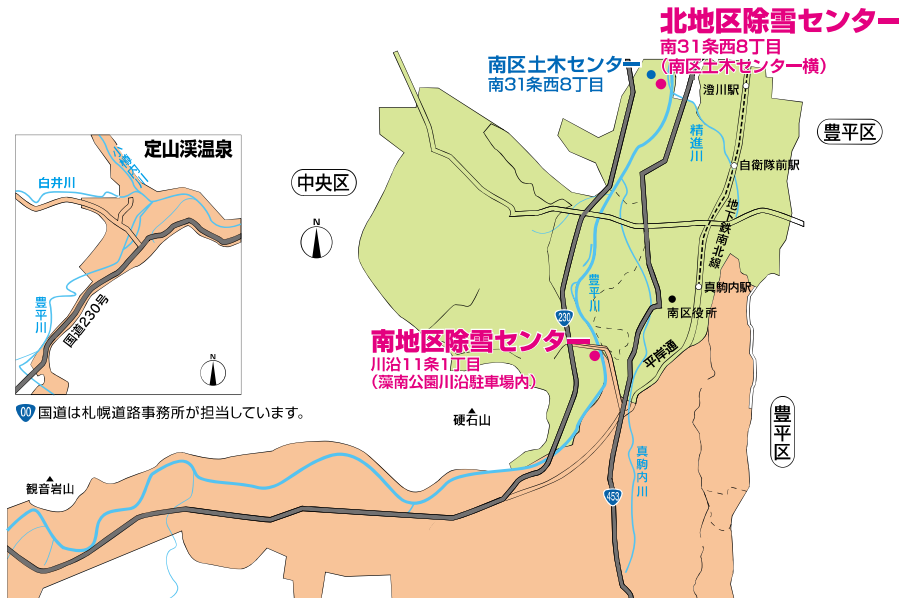 北地区除雪センター
南31条西8丁目
(南区土木センター横)
南区土木センター
南31条西8丁目
澄川駅
精進川
豊平区
自衛隊前駅
中央区
N
地下鉄南北線
豊平川
真駒内駅
南区役所
230
南地区除雪センター
川沿11条1丁目
(藻南公園川沿駐車場内)
平岸通
硬石山
豊平区
真駒内川
453
観音岩山
定山渓温泉
小樽内川
白井川
豊平川
国道230号
N
00 国道は札幌道路事務所が担当しています。